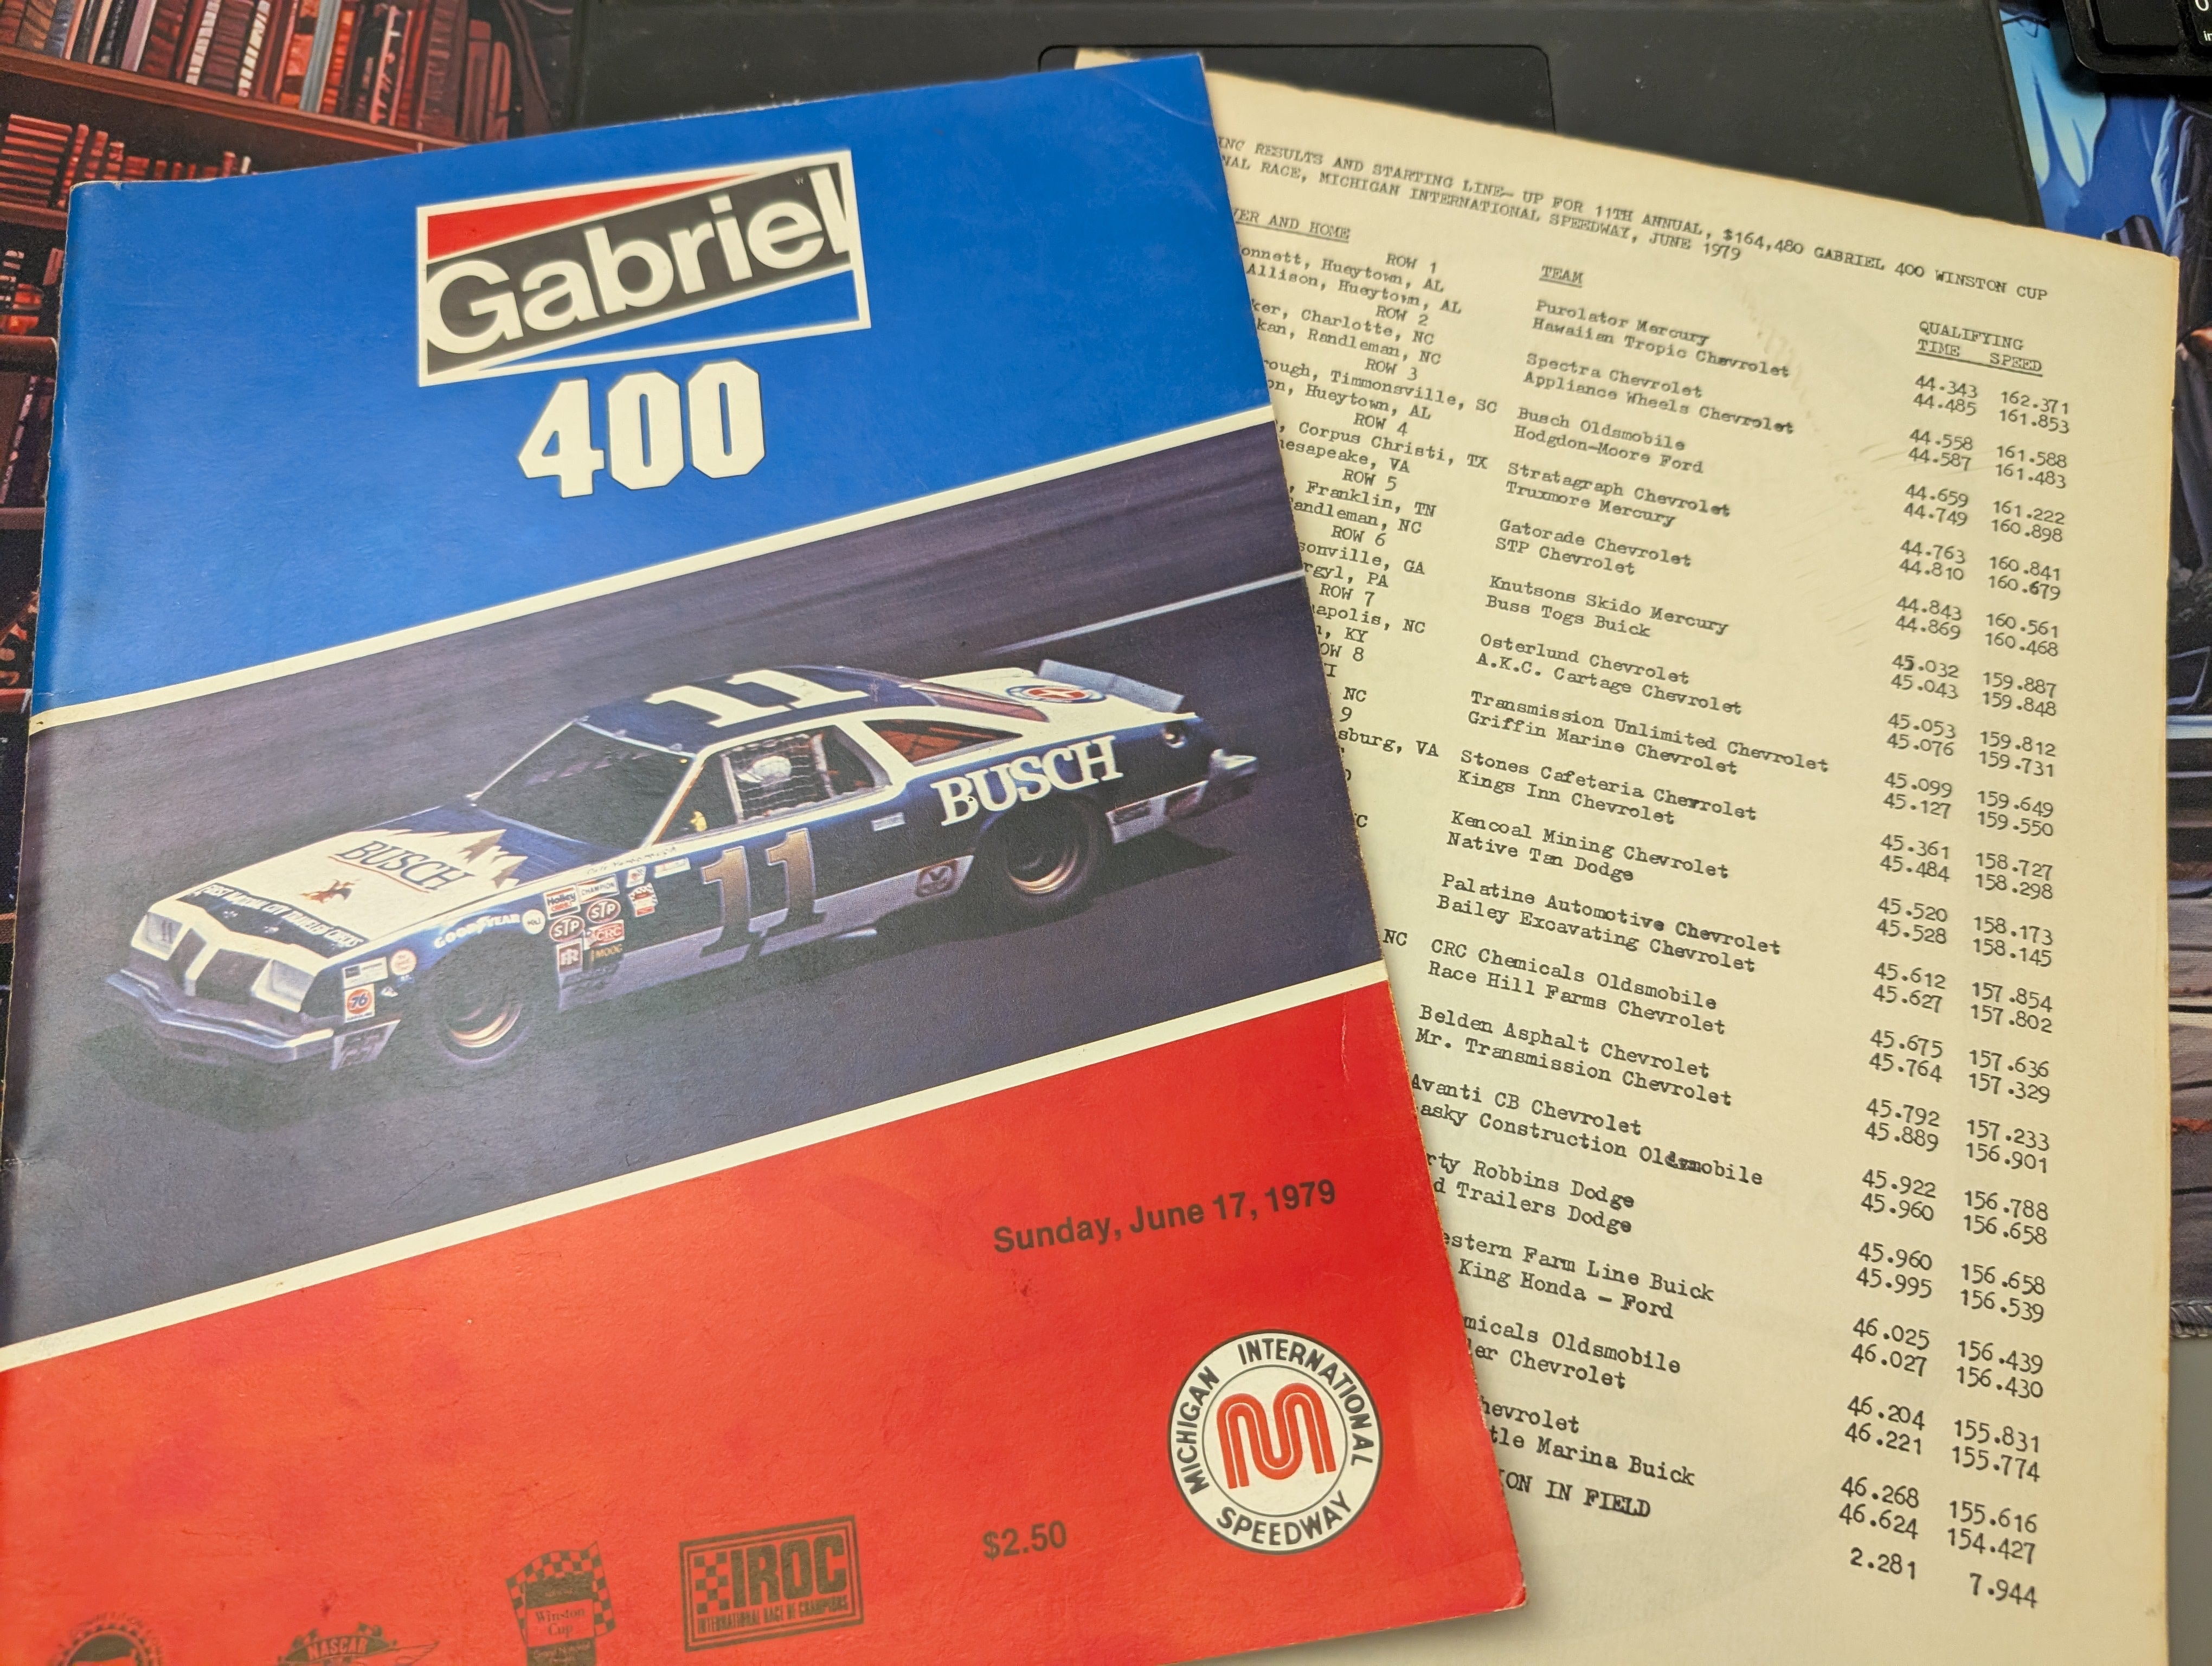 Gabriel
400
11
BUSCH
BUSCH
11
GOODYEAR
Holley
CHAMPION
STP
STP
CRC
MOOG
76
Sunday, June 17, 1979
MICHIGAN INTERNATIONAL SPEEDWAY
$2.50
IROC
INTERNATIONAL RACE OF CHAMPIONS
Winston
Cup
NASCAR
RESULTS AND STARTING LINE- UP FOR 11TH ANNUAL, $164,480 GABRIEL 400 WINSTON CUP
RACE, MICHIGAN INTERNATIONAL SPEEDWAY, JUNE 1979
AND HOME TEAM QUALIFYING
TIME SPEED
ROW 1
onnett, Hueytown, AL Purolator Mercury 44.343 162.371
Allison, Hueytown, AL Hawaiian Tropic Chevrolet 44.485 161.853
ROW 2
ker, Charlotte, NC Spectra Chevrolet 44.558 161.588
kan, Randleman, NC Appliance Wheels Chevrolet 44.587 161.483
ROW 3
rough, Timmonsville, SC Busch Oldsmobile 44.659 161.222
on, Hueytown, AL Hodgdon-Moore Ford 44.749 160.898
ROW 4
, Corpus Christi, TX Stratagraph Chevrolet 44.763 160.841
hesapeake, VA Truxmore Mercury 44.810 160.679
ROW 5
, Franklin, TN Gatorade Chevrolet 44.843 160.561
andleman, NC STP Chevrolet 44.869 160.468
ROW 6
sonville, GA Knutsons Skido Mercury 45.032 159.887
rgyl, PA Buss Togs Buick 45.043 159.848
ROW 7
apolis, NC Osterlund Chevrolet 45.053 159.812
, KY A.K.C. Cartage Chevrolet 45.076 159.731
OW 8
I Transmission Unlimited Chevrolet 45.099 159.649
NC Griffin Marine Chevrolet 45.127 159.550
9
sburg, VA Stones Cafeteria Chevrolet 45.361 158.727
Kings Inn Chevrolet 45.484 158.298
Kencoal Mining Chevrolet 45.520 158.173
Native Tan Dodge 45.528 158.145
Palatine Automotive Chevrolet 45.612 157.854
Bailey Excavating Chevrolet 45.627 157.802
NC CRC Chemicals Oldsmobile 45.675 157.636
Race Hill Farms Chevrolet 45.764 157.329
Belden Asphalt Chevrolet 45.792 157.233
Mr. Transmission Chevrolet 45.889 156.901
Avanti CB Chevrolet 45.922 156.788
asky Construction Oldsmobile 45.960 156.658
rty Robbins Dodge 45.960 156.658
d Trailers Dodge 45.995 156.539
estern Farm Line Buick 46.025 156.439
King Honda - Ford 46.027 156.430
micals Oldsmobile 46.204 155.831
ler Chevrolet 46.221 155.774
hevrolet 46.268 155.616
tle Marina Buick 46.624 154.427
ION IN FIELD 2.281 7.944